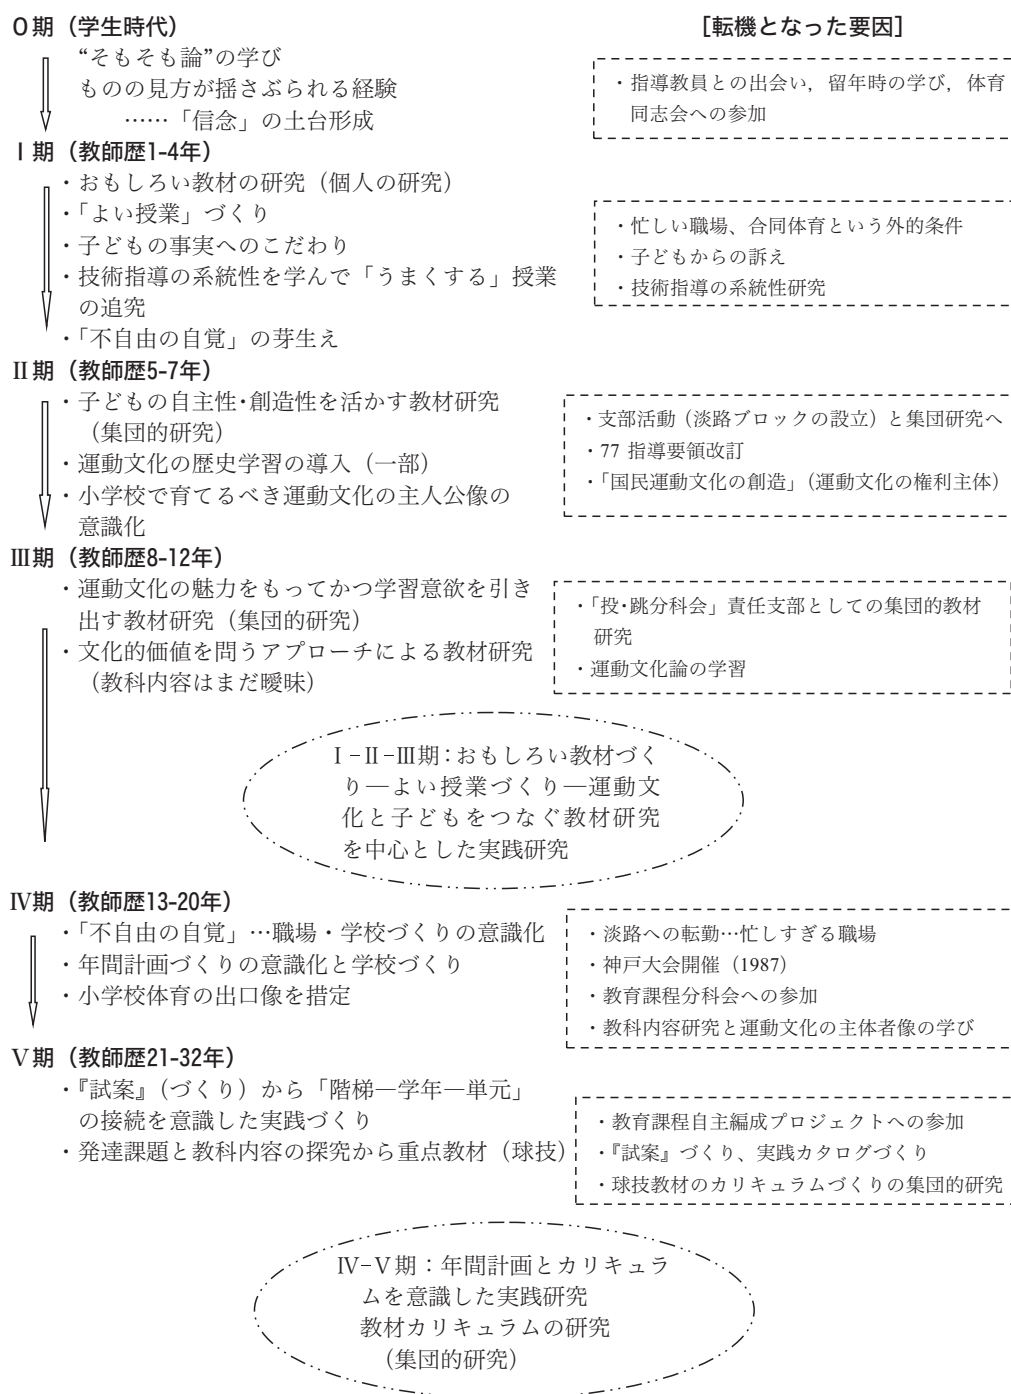 0期（学生時代）
［転機となった要因］
“そもそも論”の学び
ものの見方が揺さぶられる経験
……「信念」の土台形成
・指導教員との出会い，留年時の学び，体育
同志会への参加
Ⅰ期（教師歴1-4年）
・おもしろい教材の研究（個人の研究）
・「よい授業」づくり
・子どもの事実へのこだわり
・技術指導の系統性を学んで「うまくする」授業
の追究
・「不自由の自覚」の芽生え
・忙しい職場、合同体育という外的条件
・子どもからの訴え
・技術指導の系統性研究
Ⅱ期（教師歴5-7年）
・子どもの自主性・創造性を活かす教材研究
（集団的研究）
・運動文化の歴史学習の導入（一部）
・小学校で育てるべき運動文化の主人公像の
意識化
・支部活動（淡路ブロックの設立）と集団研究へ
・77 指導要領改訂
・「国民運動文化の創造」（運動文化の権利主体）
Ⅲ期（教師歴8-12年）
・運動文化の魅力をもってかつ学習意欲を引き
出す教材研究（集団的研究）
・文化的価値を問うアプローチによる教材研究
（教科内容はまだ曖昧）
・「投・跳分科会」責任支部としての集団的教材
研究
・運動文化論の学習
Ⅰ-Ⅱ-Ⅲ期：おもしろい教材づく
り―よい授業づくり―運動文
化と子どもをつなぐ教材研究
を中心とした実践研究
Ⅳ期（教師歴13-20年）
・「不自由の自覚」…職場・学校づくりの意識化
・年間計画づくりの意識化と学校づくり
・小学校体育の出口像を措定
・淡路への転勤…忙しすぎる職場
・神戸大会開催（1987）
・教育課程分科会への参加
・教科内容研究と運動文化の主体者像の学び
Ⅴ期（教師歴21-32年）
・『試案』（づくり）から「階梯―学年―単元」
の接続を意識した実践づくり
・発達課題と教科内容の探究から重点教材（球技）
・教育課程自主編成プロジェクトへの参加
・『試案』づくり、実践カタログづくり
・球技教材のカリキュラムづくりの集団的研究
Ⅳ-Ⅴ期：年間計画とカリキュラ
ムを意識した実践研究
教材カリキュラムの研究
（集団的研究）